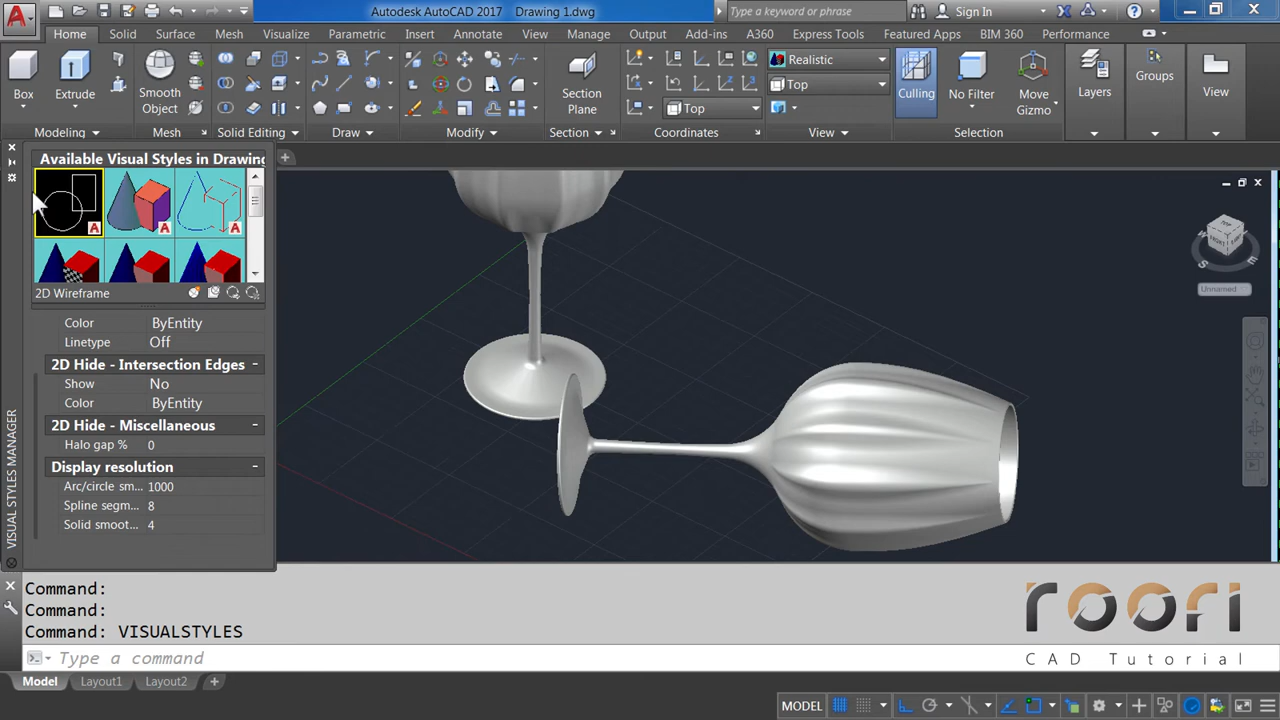 Autodesk AutoCAD 2017 Drawing 1.dwg
Type a keyword or phrase
Sign In
Home Solid Surface Mesh Visualize Parametric Insert Annotate View Manage Output Add-ins A360 Express Tools Featured Apps BIM 360 Performance
Box
Extrude
Smooth Object
Section Plane
Realistic
Top
Top
Culling
No Filter
Move Gizmo
Layers
Groups
View
Modeling Mesh Solid Editing Draw Modify Section Coordinates View Selection
Available Visual Styles in Drawing
2D Wireframe
Color ByEntity
Linetype Off
2D Hide - Intersection Edges
Show No
Color ByEntity
2D Hide - Miscellaneous
Halo gap % 0
Display resolution
Arc/circle sm... 1000
Spline segm... 8
Solid smoot... 4
VISUAL STYLES MANAGER
TOP
FRONT
W
S
E
Unnamed
Command:
Command:
Command: VISUALSTYLES
Type a command
roori
CAD Tutorial
Model Layout1 Layout2 +
MODEL